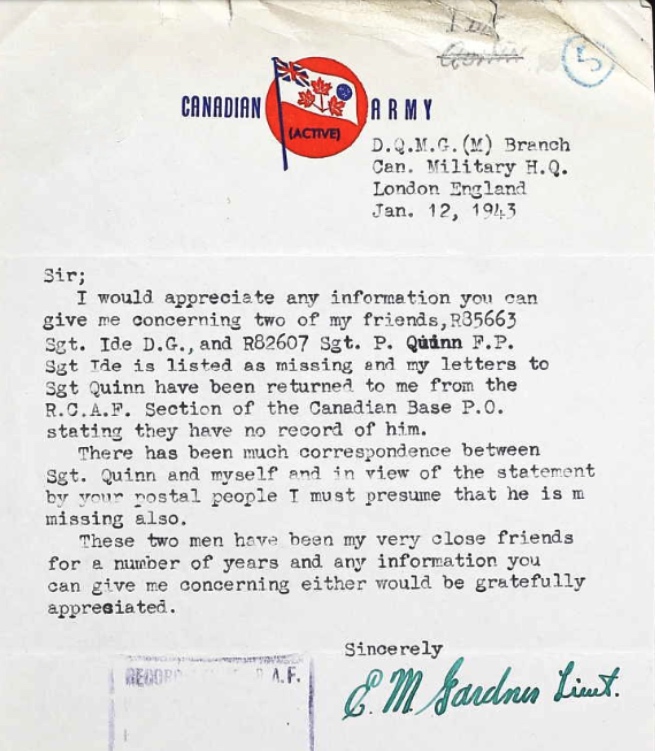 5
CANADIAN ARMY
(ACTIVE)
D.Q.M.G.(M) Branch
Can. Military H.Q.
London England
Jan. 12, 1943
Sir;
I would appreciate any information you can
give me concerning two of my friends,R85663
Sgt. Ide D.G.,and R82607 Sgt. P. Quinn F.P.
Sgt Ide is listed as missing and my letters to
Sgt Quinn have been returned to me from the
R.C.A.F. Section of the Canadian Base P.O.
stating they have no record of him.
There has been much correspondence between
Sgt. Quinn and myself and in view of the statement
by your postal people I must presume that he is m
missing also.
These two men have been my very close friends
for a number of years and any information you
can give me concerning either would be gratefully
appresiated.
Sincerely
E. M. Gardner Lieut.
A.F.